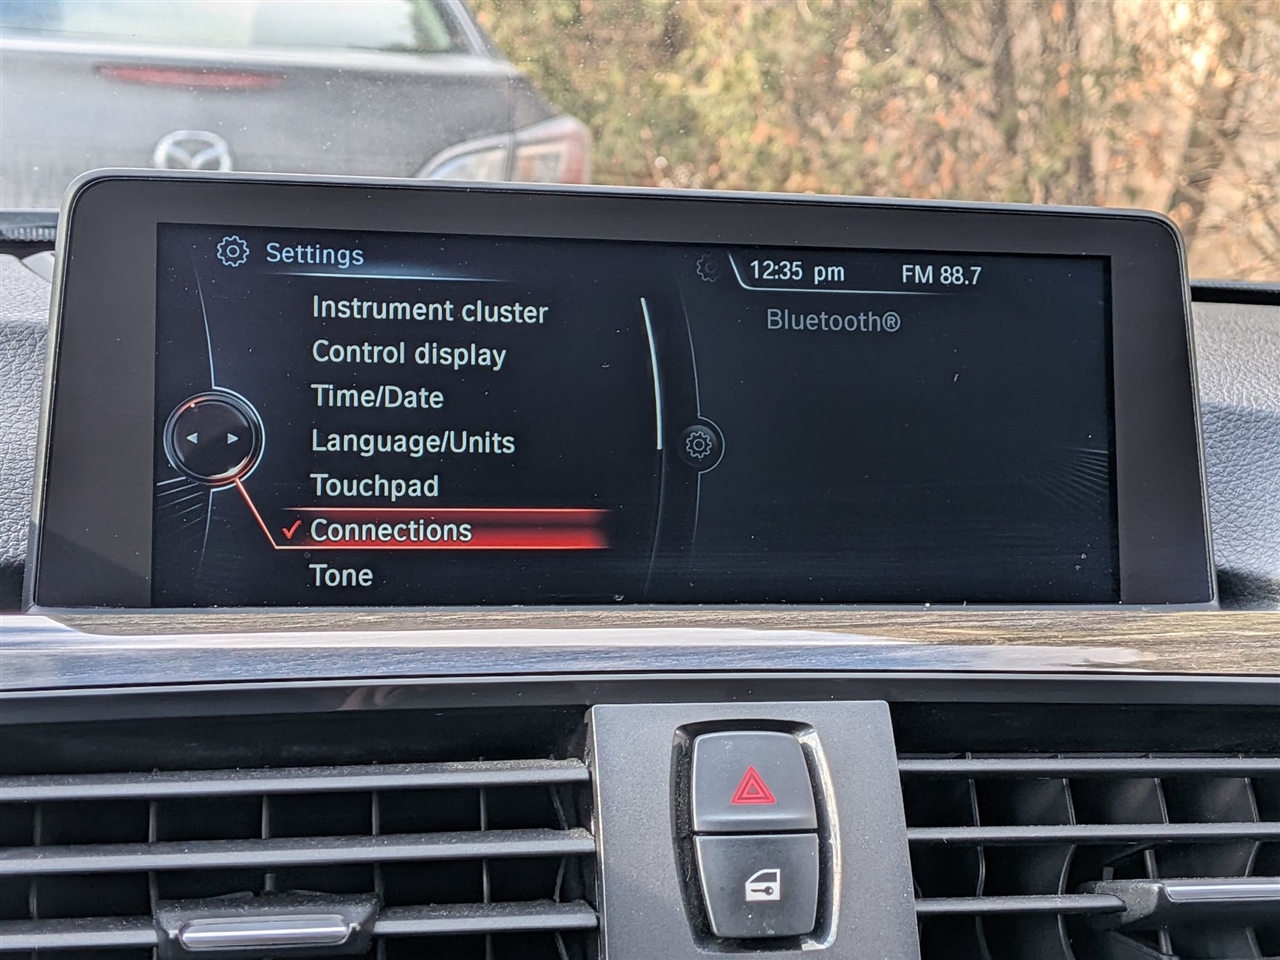 Settings
12:35 pm
FM 88.7
Instrument cluster
Bluetooth®
Control display
Time/Date
Language/Units
Touchpad
Connections
Tone